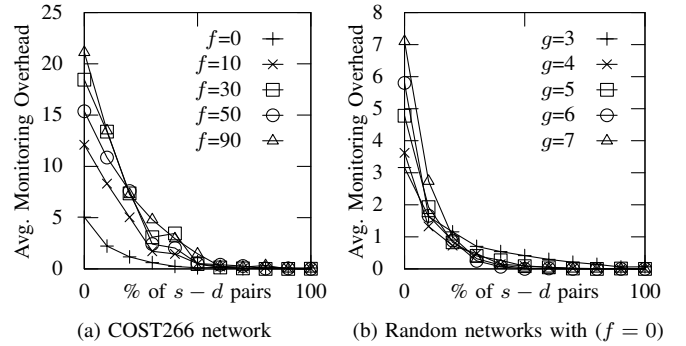 Avg. Monitoring Overhead
25
20
15
10
5
0
f=0
f=10
f=30
f=50
f=90
0
% of s − d pairs
100
(a) COST266 network
Avg. Monitoring Overhead
8
7
6
5
4
3
2
1
0
g=3
g=4
g=5
g=6
g=7
0
% of s − d pairs
100
(b) Random networks with (f = 0)